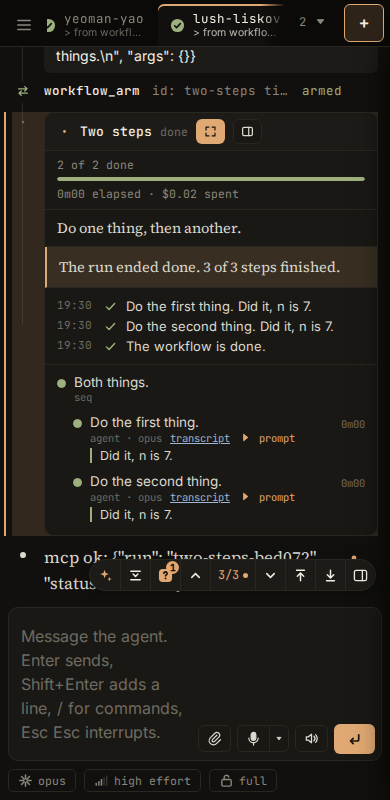 yeoman-yao
> from workfl...
lush-liskov
> from workflo...
2
+
things.\n", "args": {}}
workflow_arm id: two-steps ti… armed
Two steps done
2 of 2 done
0m00 elapsed · $0.02 spent
Do one thing, then another.
The run ended done. 3 of 3 steps finished.
19:30 ✓ Do the first thing. Did it, n is 7.
19:30 ✓ Do the second thing. Did it, n is 7.
19:30 ✓ The workflow is done.
Both things.
seq
Do the first thing. 0m00
agent · opus transcript prompt
Did it, n is 7.
Do the second thing. 0m00
agent · opus transcript prompt
Did it, n is 7.
mcp ok: {"run": "two-steps-bed072",
"status
? 1 3/3
Message the agent.
Enter sends,
Shift+Enter adds a
line, / for commands,
Esc Esc interrupts.
opus high effort full